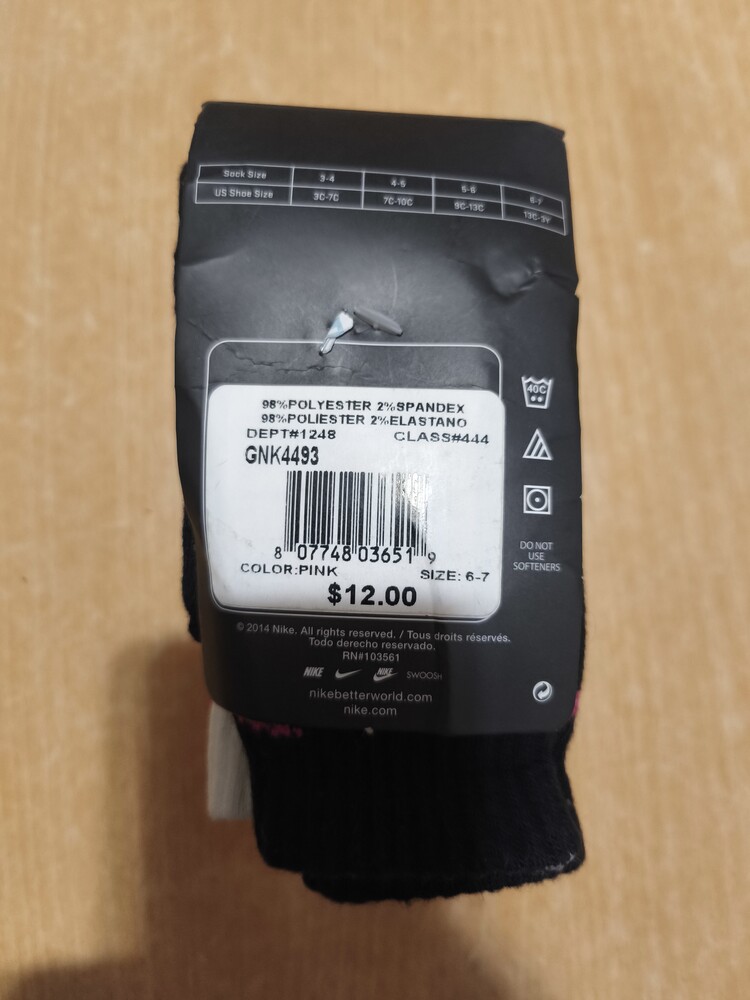 Sock Size 3-4 4-5 5-6 6-7
US Shoe Size 3C-7C 7C-10C 9C-13C 13C-3Y
40C
98%POLYESTER 2%SPANDEX
98%POLIESTER 2%ELASTANO
DEPT#1248 CLASS#444
GNK4493
8 07748 03651 9
COLOR:PINK SIZE: 6-7
$12.00
DO NOT
USE
SOFTENERS
© 2014 Nike. All rights reserved. / Tous droits réservés.
Todo derecho reservado.
RN#103561
NIKE NIKE SWOOSH
nikebetterworld.com
nike.com